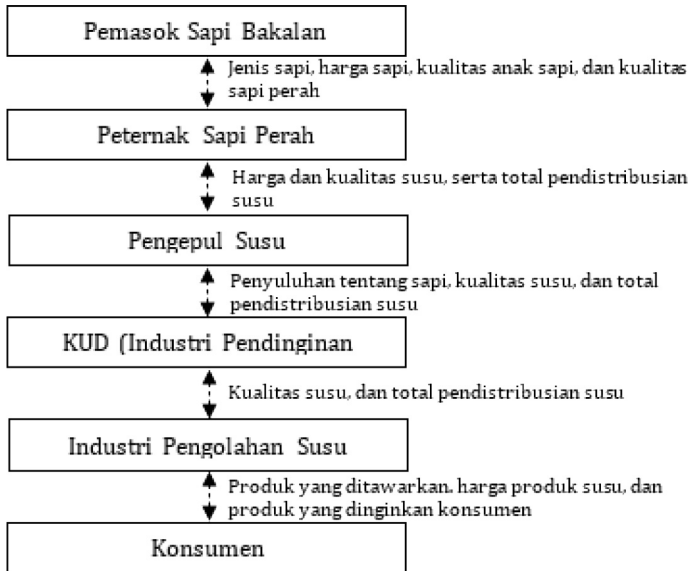 Pemasok Sapi Bakalan
Jenis sapi, harga sapi, kualitas anak sapi, dan kualitas
sapi perah
Peternak Sapi Perah
Harga dan kualitas susu, serta total pendistribusian
susu
Pengepul Susu
Penyuluhan tentang sapi, kualitas susu, dan total
pendistribusian susu
KUD (Industri Pendinginan
Kualitas susu, dan total pendistribusian susu
Industri Pengolahan Susu
Produk yang ditawarkan. harga produk susu, dan
produk yang dinginkan konsumen
Konsumen